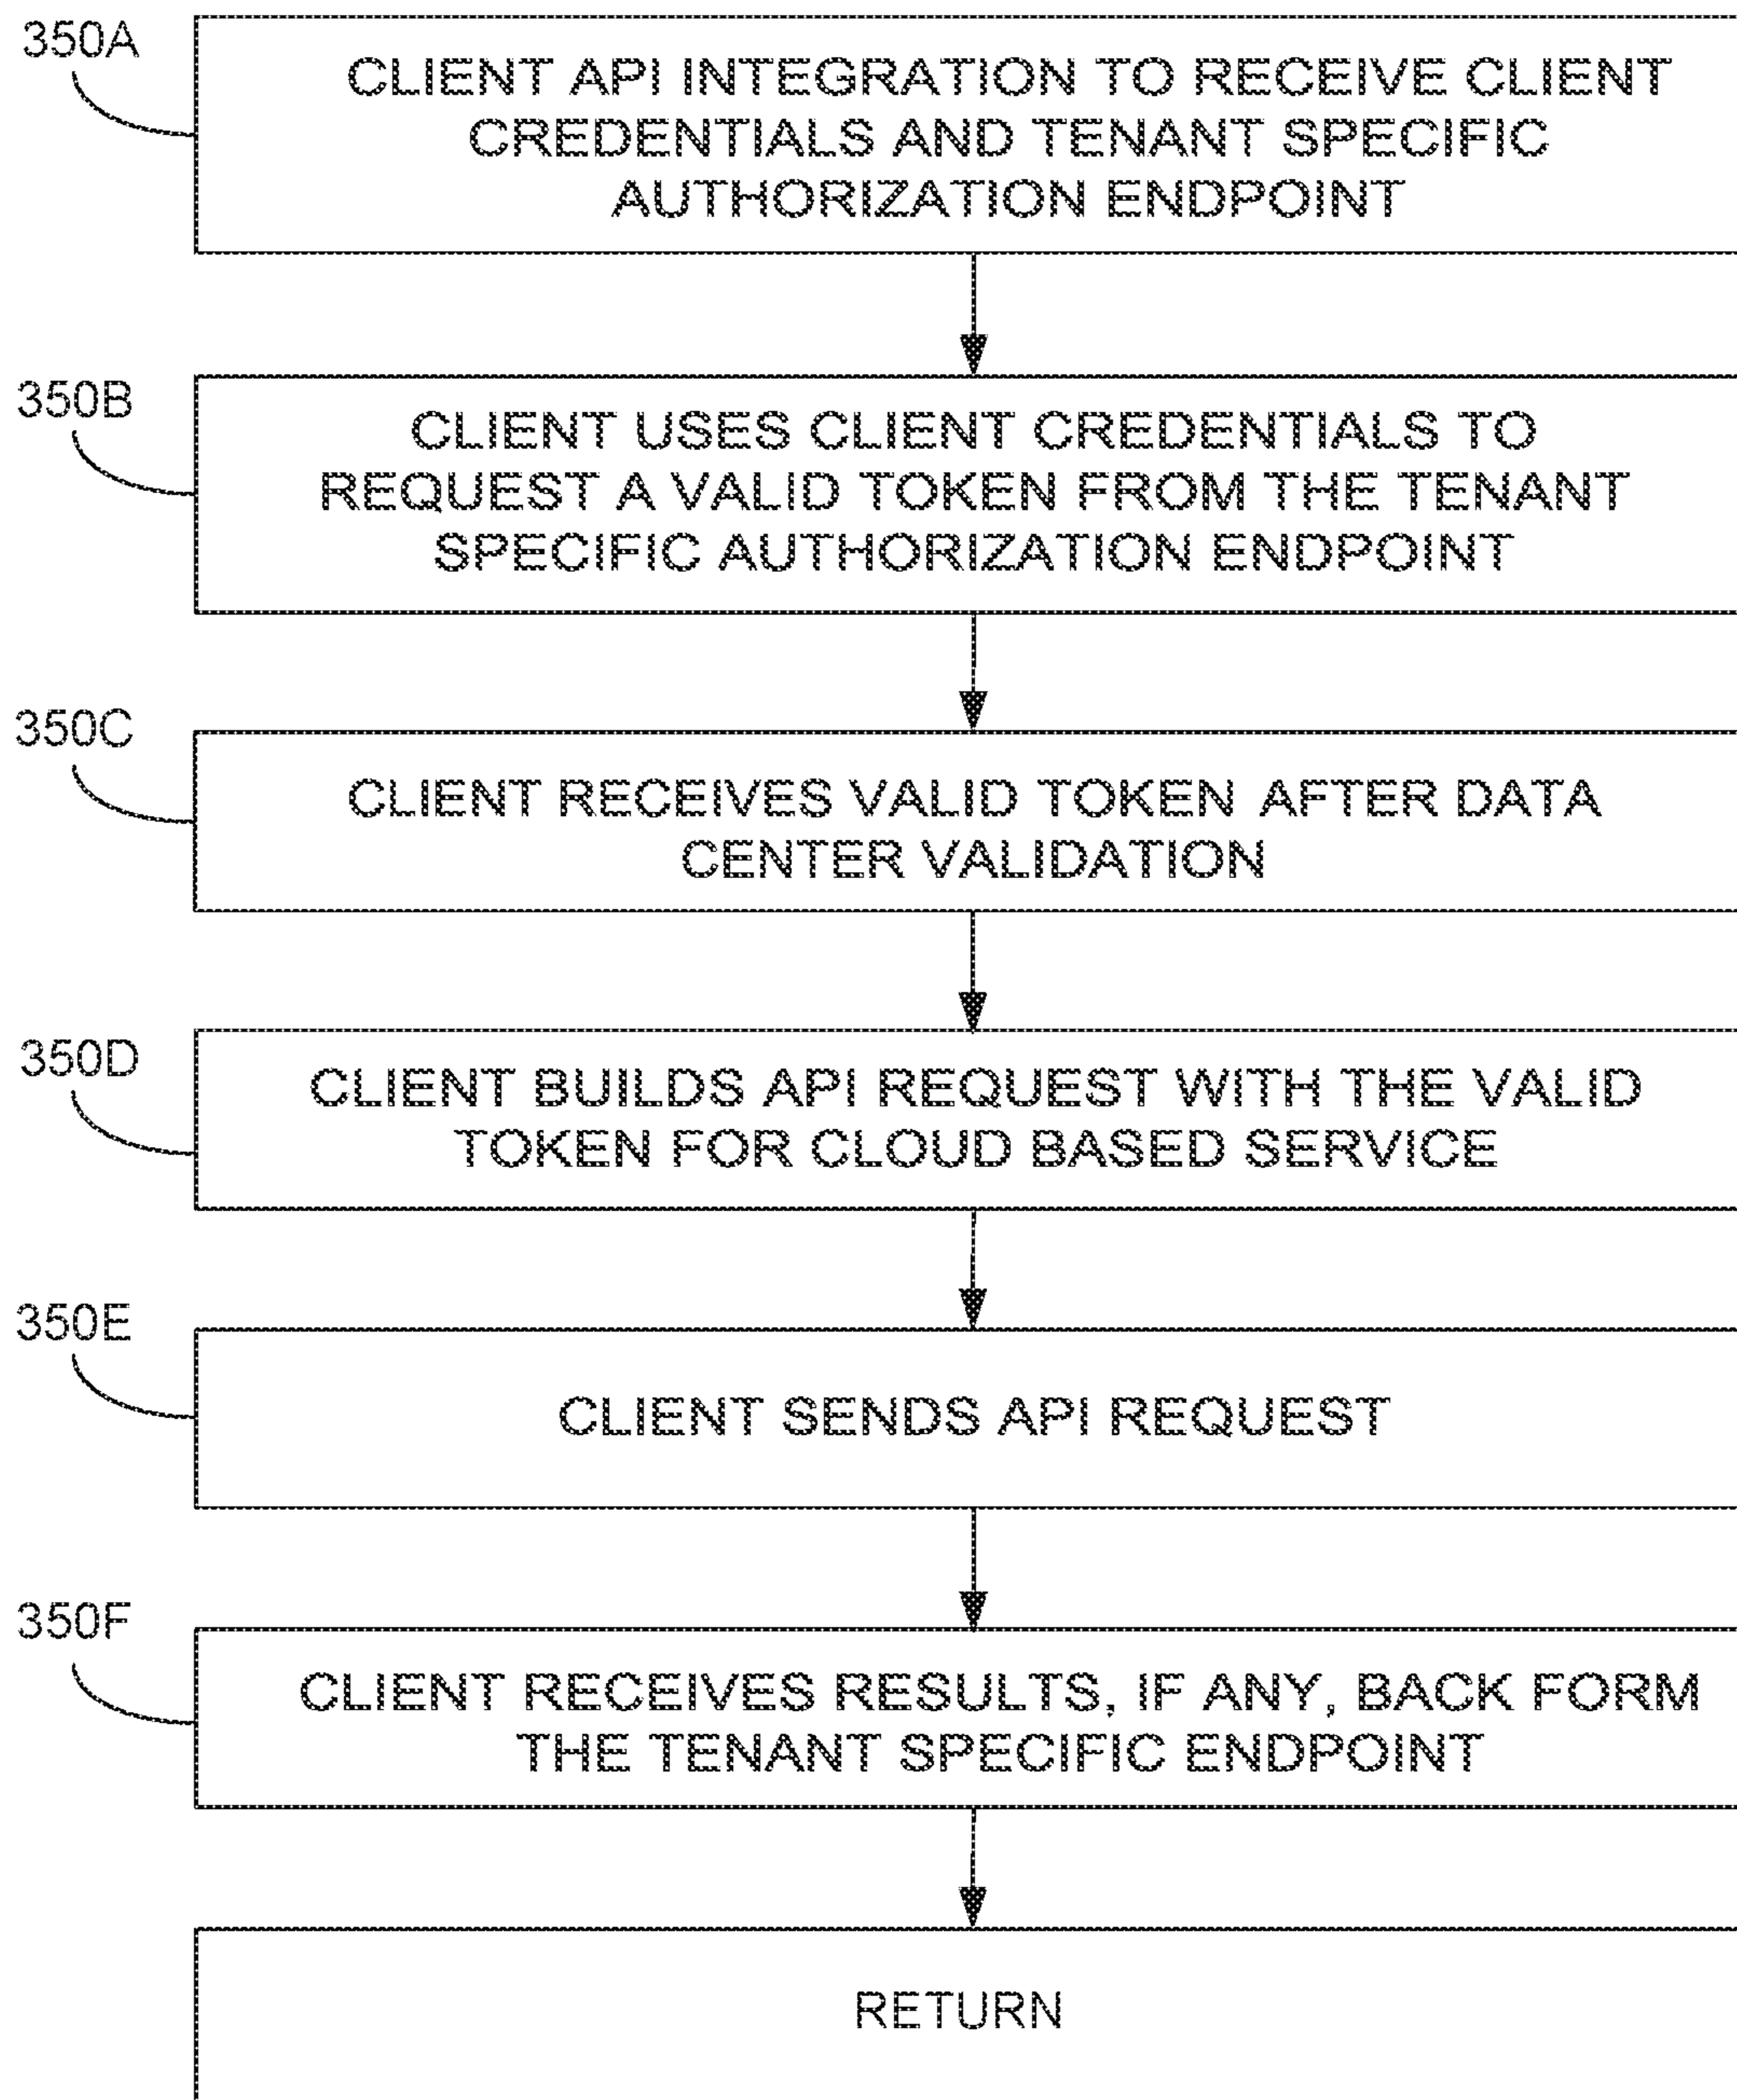 350A
CLIENT API INTEGRATION TO RECEIVE CLIENT
CREDENTIALS AND TENANT SPECIFIC
AUTHORIZATION ENDPOINT
350B
CLIENT USES CLIENT CREDENTIALS TO
REQUEST A VALID TOKEN FROM THE TENANT
SPECIFIC AUTHORIZATION ENDPOINT
350C
CLIENT RECEIVES VALID TOKEN AFTER DATA
CENTER VALIDATION
350D
CLIENT BUILDS API REQUEST WITH THE VALID
TOKEN FOR CLOUD BASED SERVICE
350E
CLIENT SENDS API REQUEST
350F
CLIENT RECEIVES RESULTS, IF ANY, BACK FORM
THE TENANT SPECIFIC ENDPOINT
RETURN